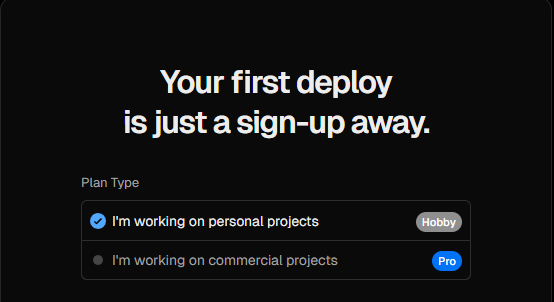 Your first deploy
is just a sign-up away.
Plan Type
I'm working on personal projects Hobby
I'm working on commercial projects Pro